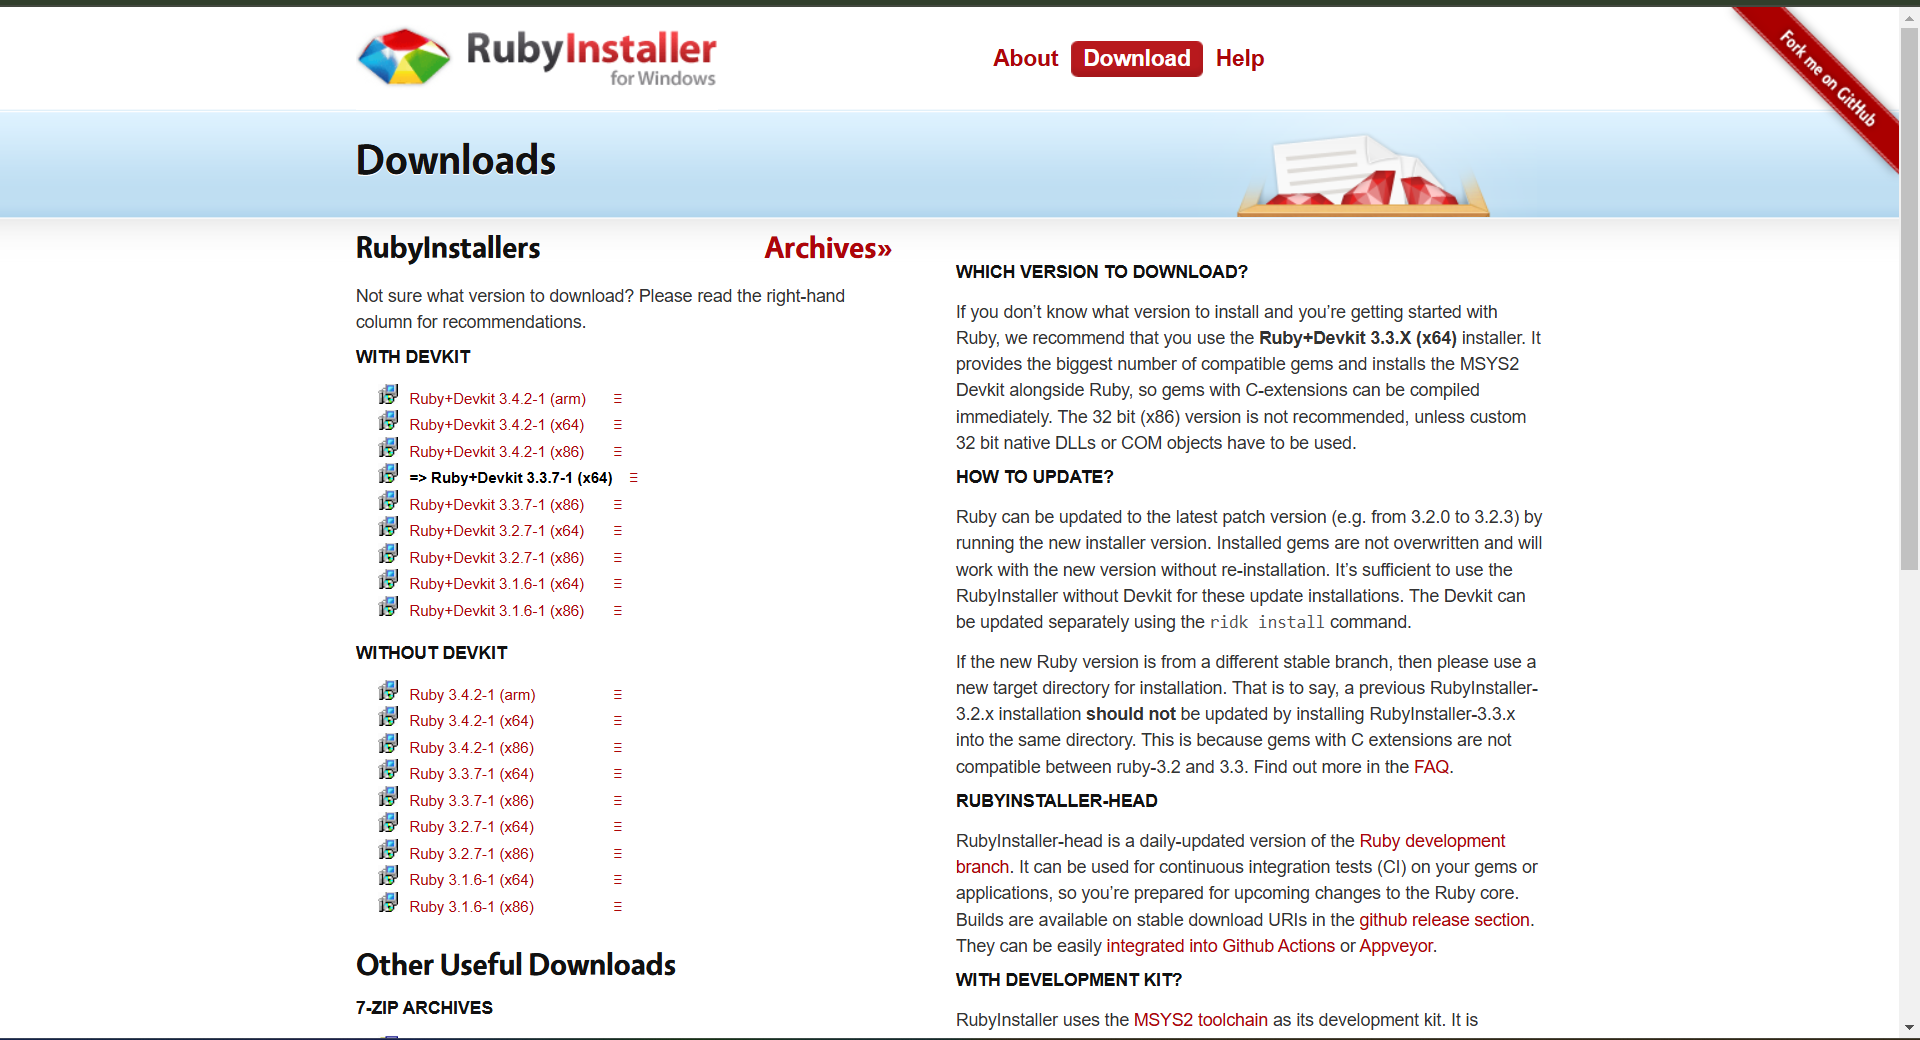 RubyInstaller
for Windows
About Download Help
Fork me on GitHub
Downloads
RubyInstallers
Archives»
Not sure what version to download? Please read the right-hand
column for recommendations.
WITH DEVKIT
Ruby+Devkit 3.4.2-1 (arm)
Ruby+Devkit 3.4.2-1 (x64)
Ruby+Devkit 3.4.2-1 (x86)
=> Ruby+Devkit 3.3.7-1 (x64)
Ruby+Devkit 3.3.7-1 (x86)
Ruby+Devkit 3.2.7-1 (x64)
Ruby+Devkit 3.2.7-1 (x86)
Ruby+Devkit 3.1.6-1 (x64)
Ruby+Devkit 3.1.6-1 (x86)
WITHOUT DEVKIT
Ruby 3.4.2-1 (arm)
Ruby 3.4.2-1 (x64)
Ruby 3.4.2-1 (x86)
Ruby 3.3.7-1 (x64)
Ruby 3.3.7-1 (x86)
Ruby 3.2.7-1 (x64)
Ruby 3.2.7-1 (x86)
Ruby 3.1.6-1 (x64)
Ruby 3.1.6-1 (x86)
Other Useful Downloads
7-ZIP ARCHIVES
WHICH VERSION TO DOWNLOAD?
If you don’t know what version to install and you’re getting started with
Ruby, we recommend that you use the Ruby+Devkit 3.3.X (x64) installer. It
provides the biggest number of compatible gems and installs the MSYS2
Devkit alongside Ruby, so gems with C-extensions can be compiled
immediately. The 32 bit (x86) version is not recommended, unless custom
32 bit native DLLs or COM objects have to be used.
HOW TO UPDATE?
Ruby can be updated to the latest patch version (e.g. from 3.2.0 to 3.2.3) by
running the new installer version. Installed gems are not overwritten and will
work with the new version without re-installation. It’s sufficient to use the
RubyInstaller without Devkit for these update installations. The Devkit can
be updated separately using the ridk install command.
If the new Ruby version is from a different stable branch, then please use a
new target directory for installation. That is to say, a previous RubyInstaller-
3.2.x installation should not be updated by installing RubyInstaller-3.3.x
into the same directory. This is because gems with C extensions are not
compatible between ruby-3.2 and 3.3. Find out more in the FAQ.
RUBYINSTALLER-HEAD
RubyInstaller-head is a daily-updated version of the Ruby development
branch. It can be used for continuous integration tests (CI) on your gems or
applications, so you’re prepared for upcoming changes to the Ruby core.
Builds are available on stable download URIs in the github release section.
They can be easily integrated into Github Actions or Appveyor.
WITH DEVELOPMENT KIT?
RubyInstaller uses the MSYS2 toolchain as its development kit. It is